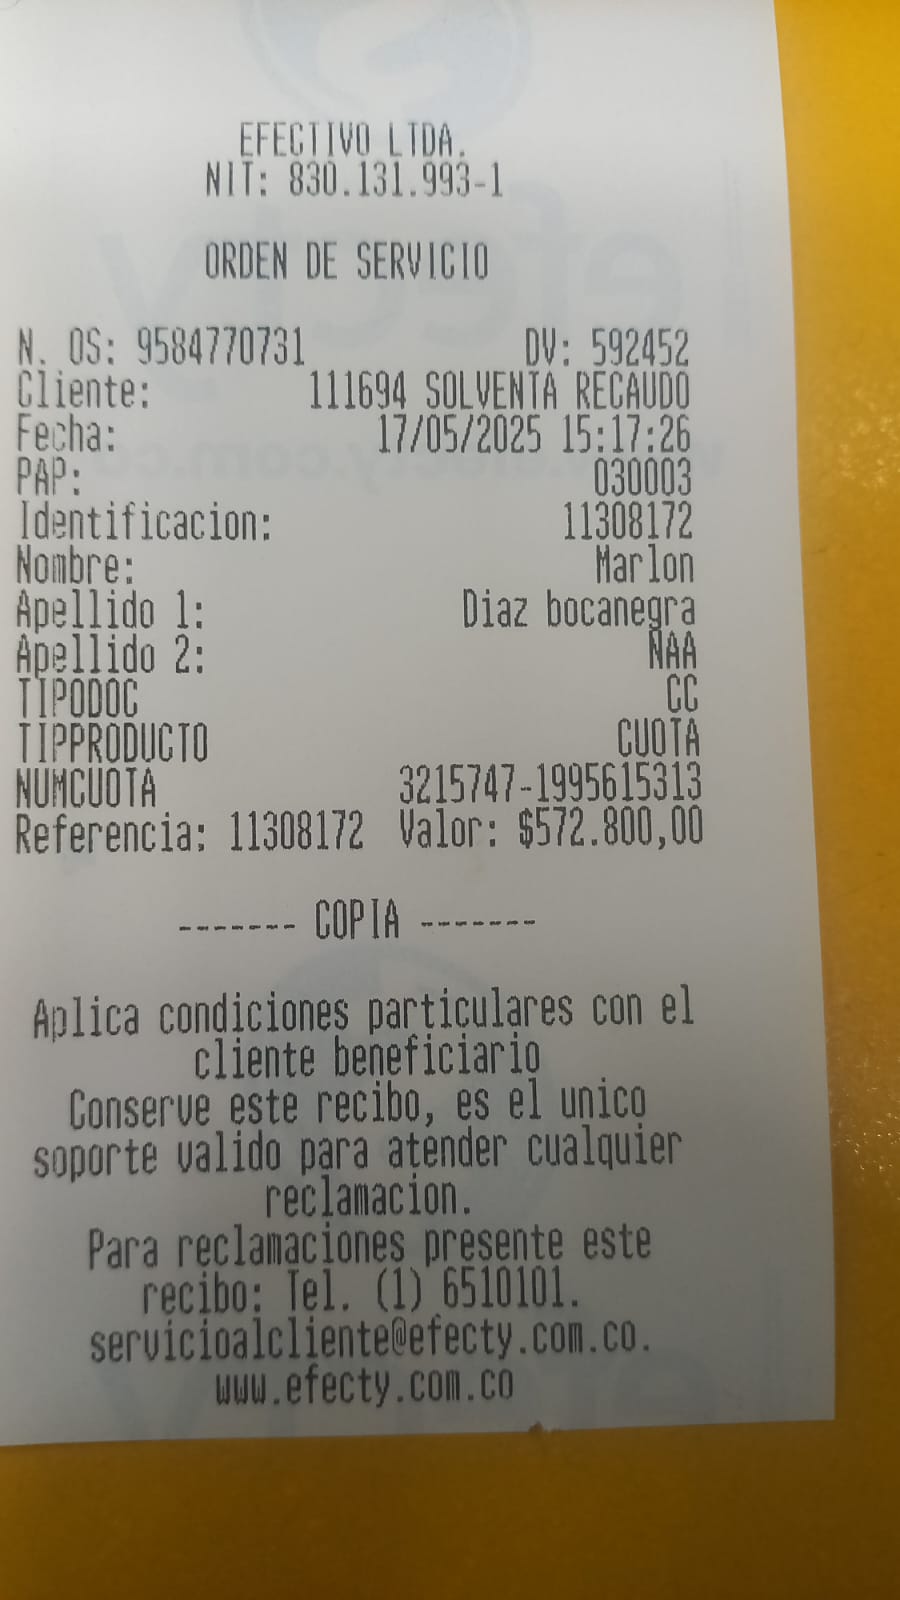 EFECTIVO LTDA.
NIT: 830.131.993-1
ORDEN DE SERVICIO
N. OS: 9584770731 DV: 592452
Cliente: 111694 SOLVENTA RECAUDO
Fecha: 17/05/2025 15:17:26
PAP: 030003
Identificacion: 11308172
Nombre: Marlon
Apellido 1: Diaz bocanegra
Apellido 2: NAA
TIPODOC CC
TIPPRODUCTO CUOTA
NUMCUOTA 3215747-1995615313
Referencia: 11308172 Valor: $572.800,00
------- COPIA -------
Aplica condiciones particulares con el
cliente beneficiario
Conserve este recibo, es el unico
soporte valido para atender cualquier
reclamacion.
Para reclamaciones presente este
recibo: Tel. (1) 6510101.
servicioalcliente@efecty.com.co.
www.efecty.com.co